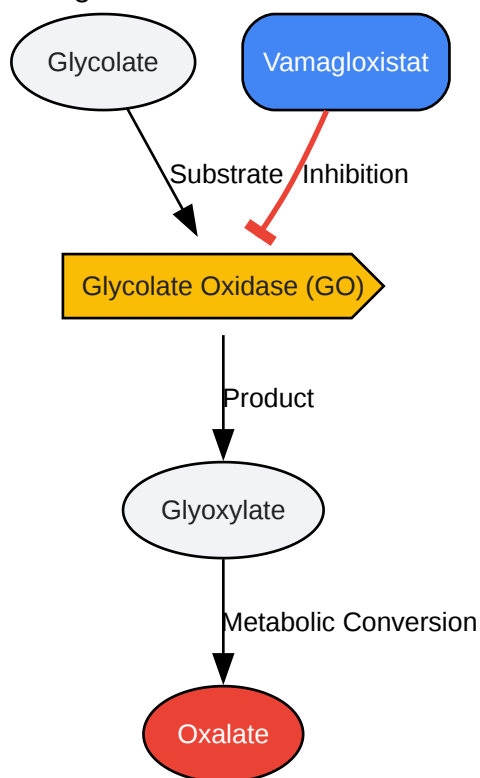 Glycolate
Vamagloxistat
Substrate
Inhibition
Glycolate Oxidase (GO)
Product
Glyoxylate
Metabolic Conversion
Oxalate